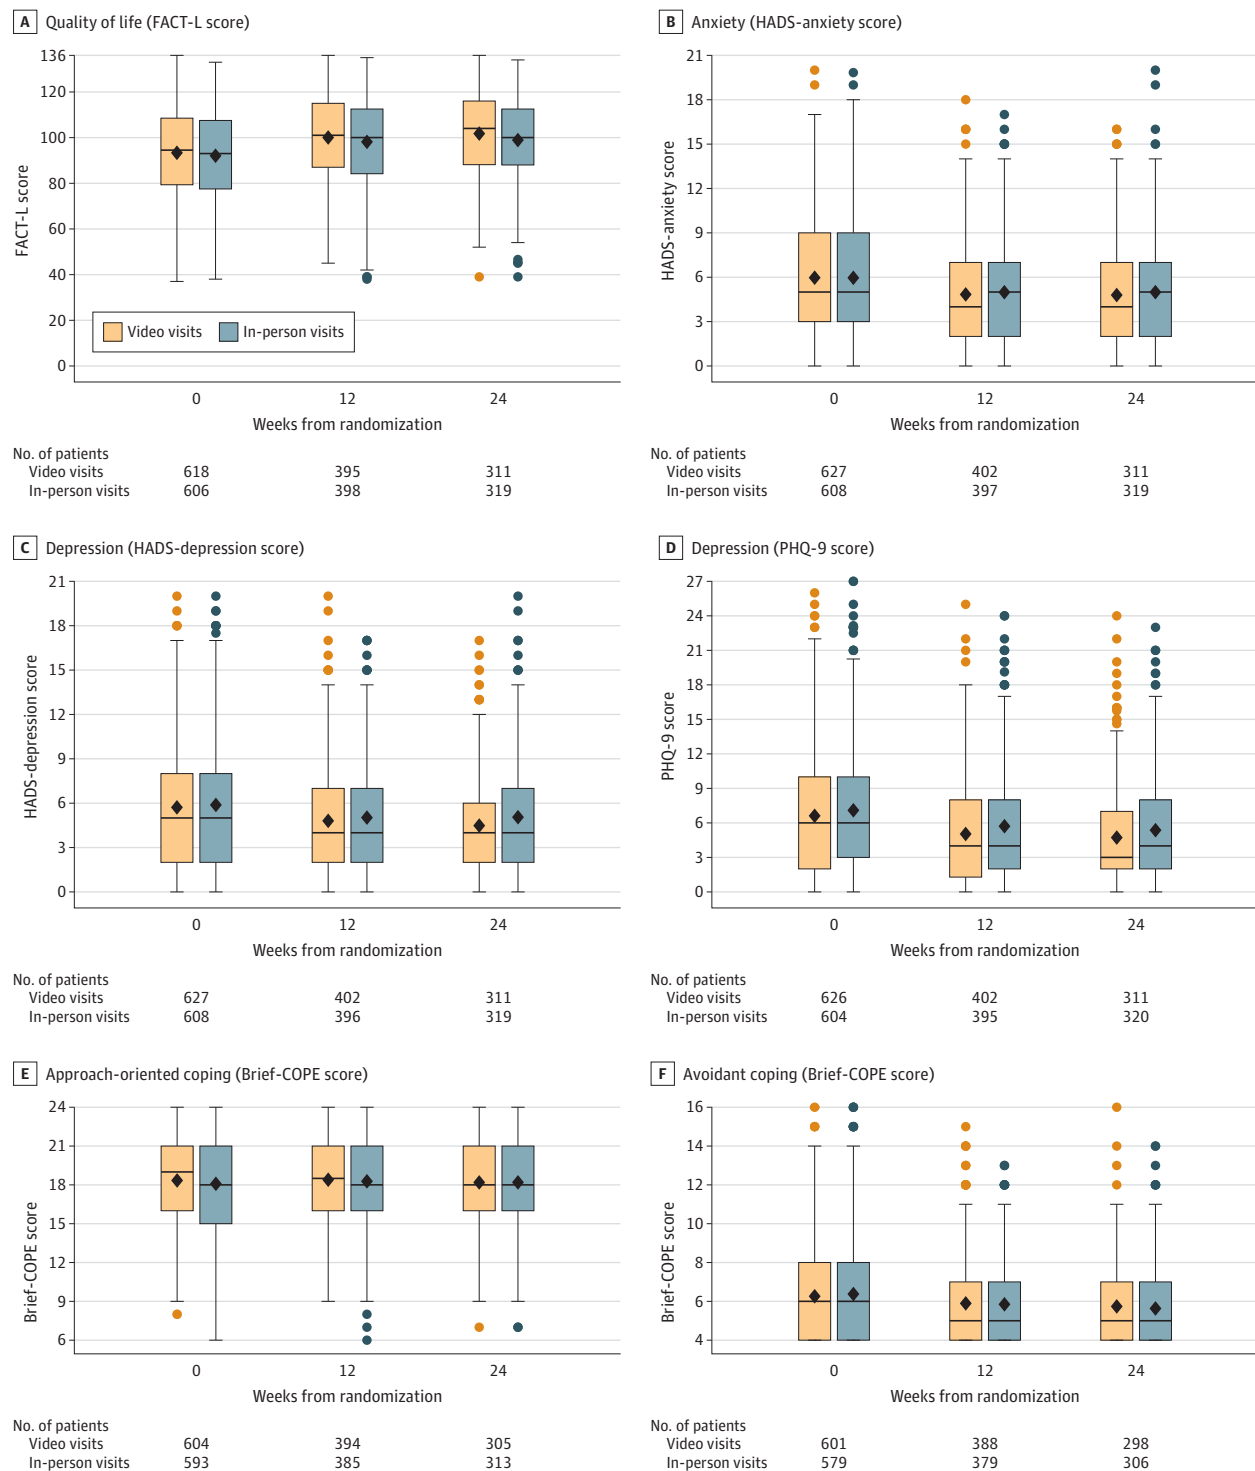 A Quality of life (FACT-L score)
136
120
100
80
60
40
20
0
FACT-L score
Video visits In-person visits
0 12 24
Weeks from randomization
No. of patients
Video visits 618 395 311
In-person visits 606 398 319
B Anxiety (HADS-anxiety score)
21
18
15
12
9
6
3
0
HADS-anxiety score
0 12 24
Weeks from randomization
No. of patients
Video visits 627 402 311
In-person visits 608 397 319
C Depression (HADS-depression score)
21
18
15
12
9
6
3
0
HADS-depression score
0 12 24
Weeks from randomization
No. of patients
Video visits 627 402 311
In-person visits 608 396 319
D Depression (PHQ-9 score)
27
24
21
18
15
12
9
6
3
0
PHQ-9 score
0 12 24
Weeks from randomization
No. of patients
Video visits 626 402 311
In-person visits 604 395 320
E Approach-oriented coping (Brief-COPE score)
24
21
18
15
12
9
6
Brief-COPE score
0 12 24
Weeks from randomization
No. of patients
Video visits 604 394 305
In-person visits 593 385 313
F Avoidant coping (Brief-COPE score)
16
14
12
8
6
4
Brief-COPE score
0 12 24
Weeks from randomization
No. of patients
Video visits 601 388 298
In-person visits 579 379 306